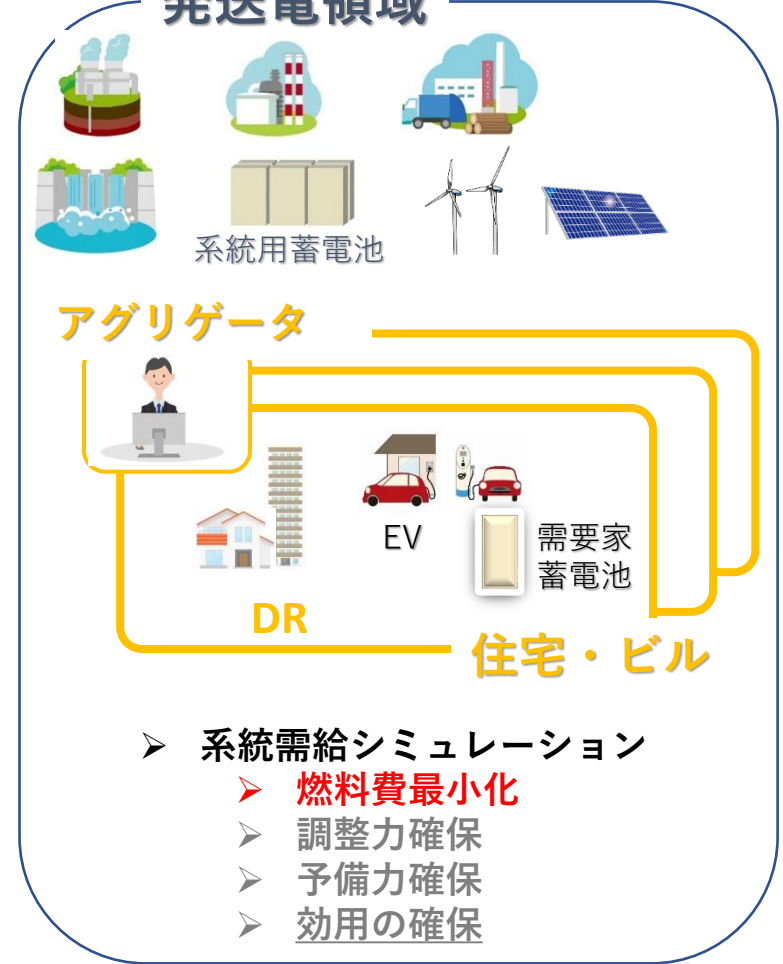 発送電領域
系統用蓄電池
アグリゲータ
EV
需要家
蓄電池
DR
住宅・ビル
➢ 系統需給シミュレーション
➢ 燃料費最小化
➢ 調整力確保
➢ 予備力確保
➢ 効用の確保